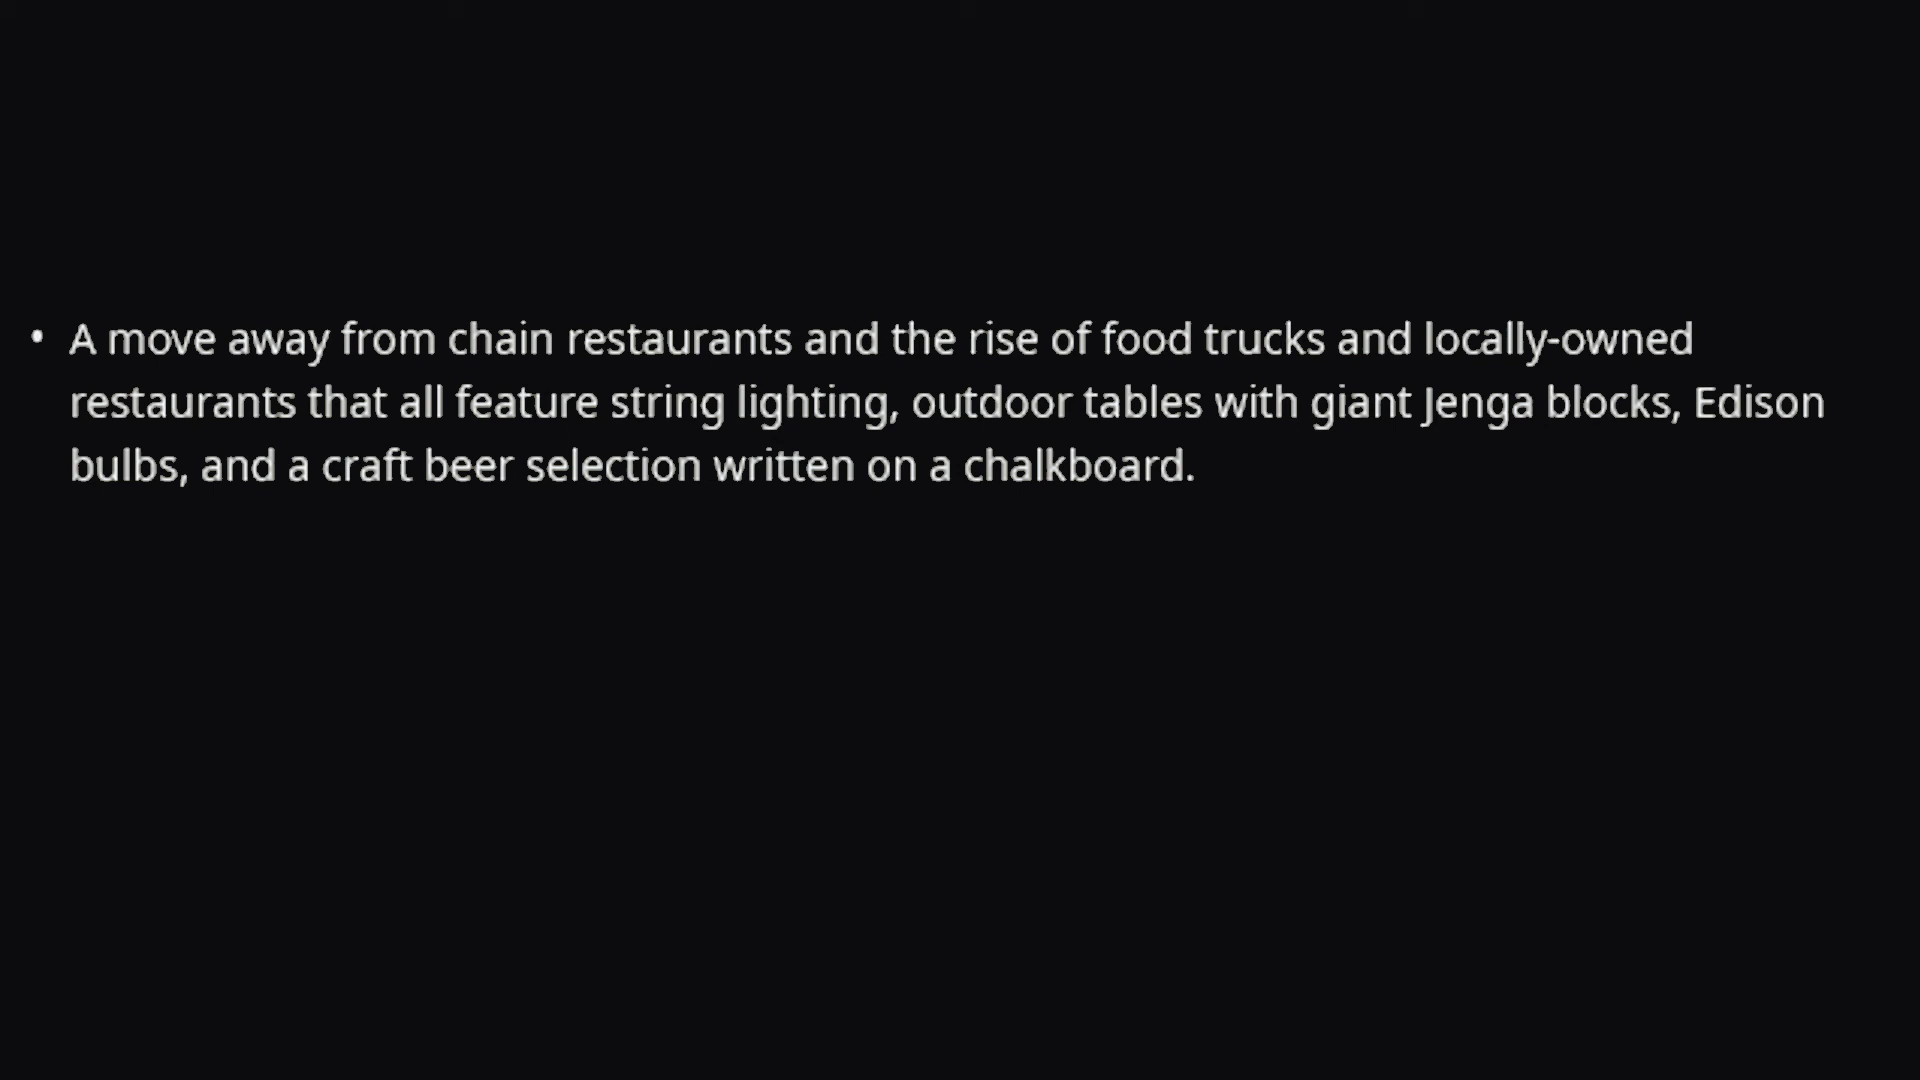 • A move away from chain restaurants and the rise of food trucks and locally-owned
restaurants that all feature string lighting, outdoor tables with giant Jenga blocks, Edison
bulbs, and a craft beer selection written on a chalkboard.